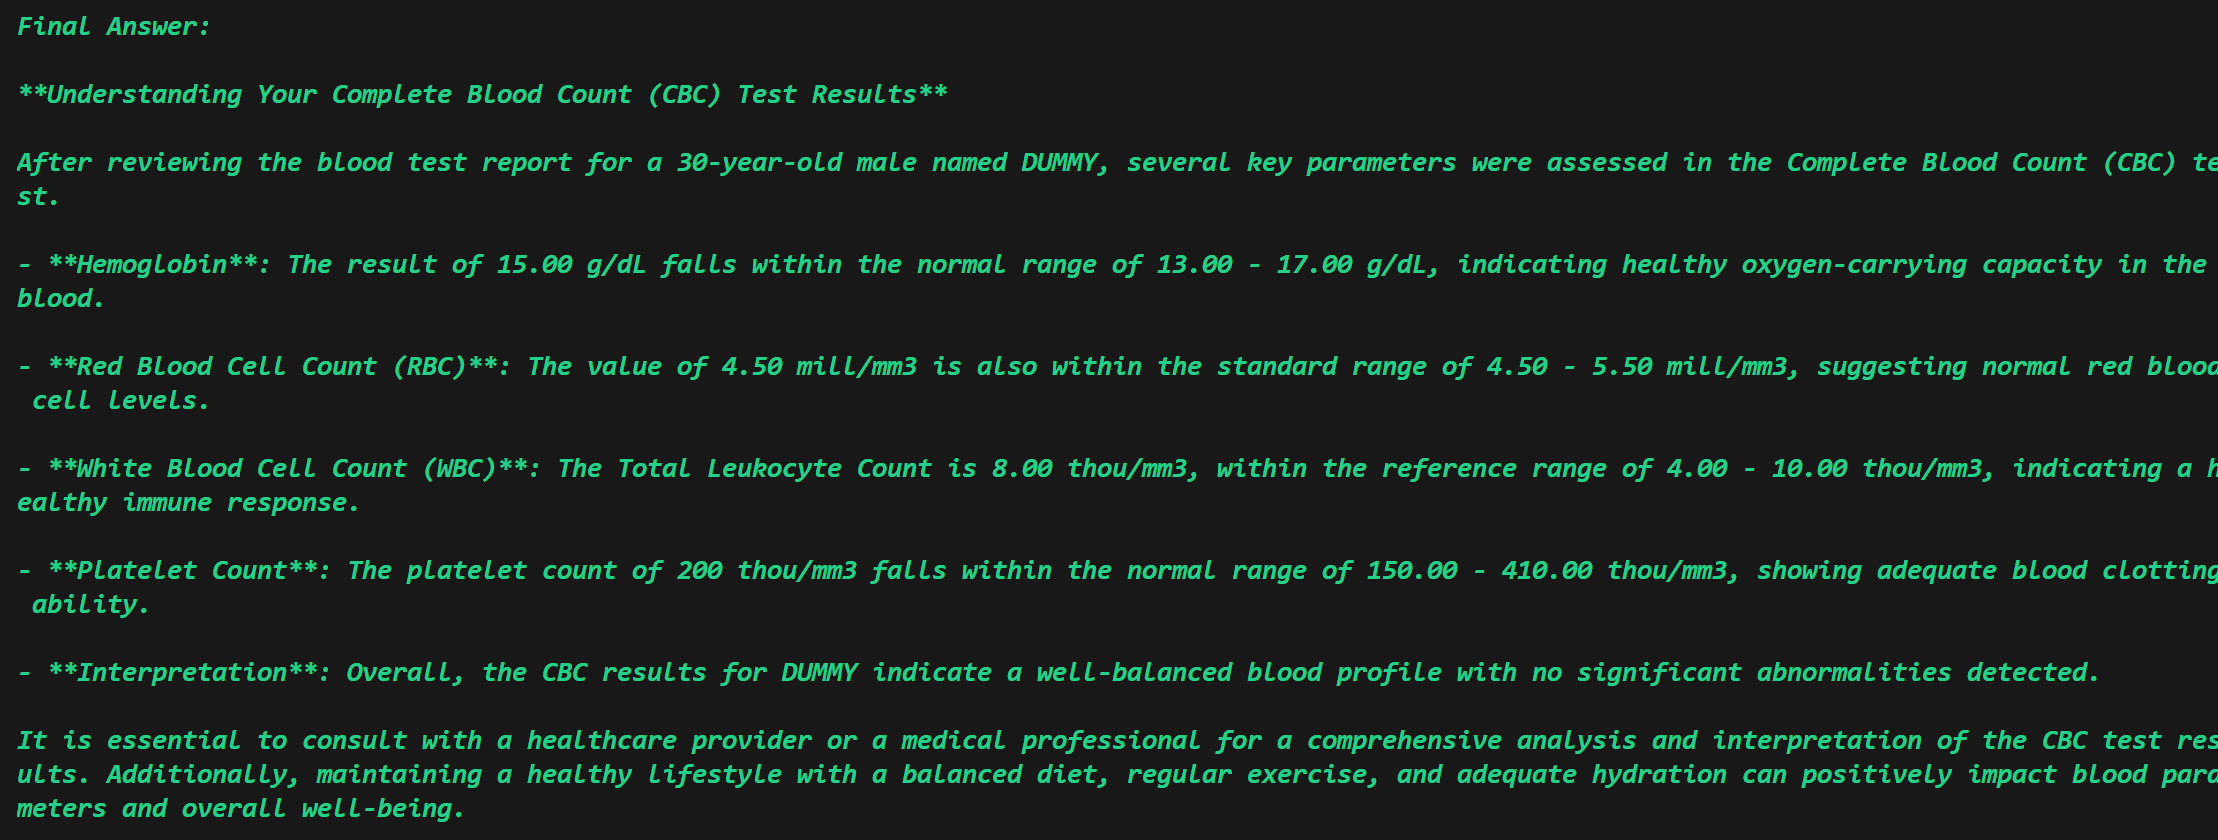 Final Answer:
**Understanding Your Complete Blood Count (CBC) Test Results**
After reviewing the blood test report for a 30-year-old male named DUMMY, several key parameters were assessed in the Complete Blood Count (CBC) te
st.
- **Hemoglobin**: The result of 15.00 g/dL falls within the normal range of 13.00 - 17.00 g/dL, indicating healthy oxygen-carrying capacity in the
blood.
- **Red Blood Cell Count (RBC)**: The value of 4.50 mill/mm3 is also within the standard range of 4.50 - 5.50 mill/mm3, suggesting normal red blood
cell levels.
- **White Blood Cell Count (WBC)**: The Total Leukocyte Count is 8.00 thou/mm3, within the reference range of 4.00 - 10.00 thou/mm3, indicating a h
ealthy immune response.
- **Platelet Count**: The platelet count of 200 thou/mm3 falls within the normal range of 150.00 - 410.00 thou/mm3, showing adequate blood clotting
ability.
- **Interpretation**: Overall, the CBC results for DUMMY indicate a well-balanced blood profile with no significant abnormalities detected.
It is essential to consult with a healthcare provider or a medical professional for a comprehensive analysis and interpretation of the CBC test res
ults. Additionally, maintaining a healthy lifestyle with a balanced diet, regular exercise, and adequate hydration can positively impact blood para
meters and overall well-being.